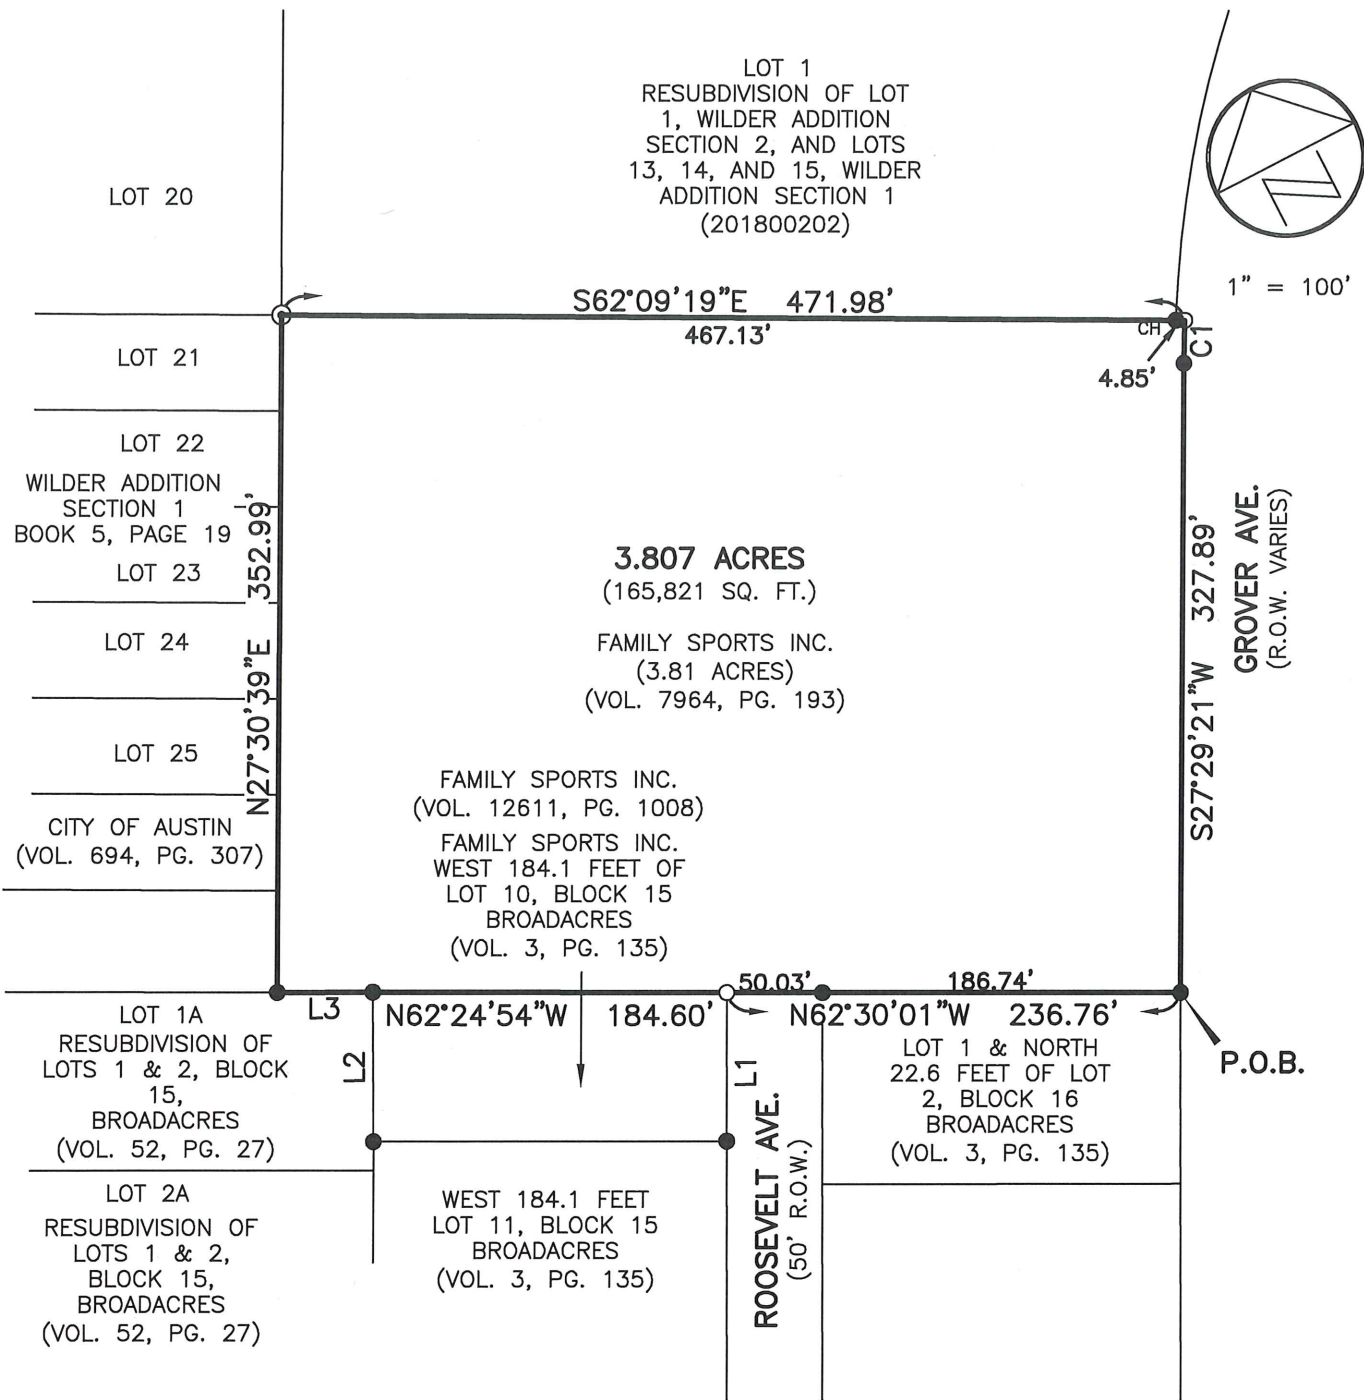 LOT 1
RESUBDIVISION OF LOT
1, WILDER ADDITION
SECTION 2, AND LOTS
13, 14, AND 15, WILDER
ADDITION SECTION 1
(201800202)
N
1" = 100'
LOT 20
S62°09'19"E 471.98'
467.13'
CH
C1
4.85'
LOT 21
LOT 22
WILDER ADDITION
SECTION 1
BOOK 5, PAGE 19
LOT 23
LOT 24
LOT 25
CITY OF AUSTIN
(VOL. 694, PG. 307)
N27°30'39"E 352.99'
3.807 ACRES
(165,821 SQ. FT.)
FAMILY SPORTS INC.
(3.81 ACRES)
(VOL. 7964, PG. 193)
S27°29'21"W 327.89'
GROVER AVE.
(R.O.W. VARIES)
FAMILY SPORTS INC.
(VOL. 12611, PG. 1008)
FAMILY SPORTS INC.
WEST 184.1 FEET OF
LOT 10, BLOCK 15
BROADACRES
(VOL. 3, PG. 135)
50.03'
186.74'
L3
N62°24'54"W 184.60'
N62°30'01"W 236.76'
P.O.B.
LOT 1A
RESUBDIVISION OF
LOTS 1 & 2, BLOCK
15,
BROADACRES
(VOL. 52, PG. 27)
L2
L1
LOT 1 & NORTH
22.6 FEET OF LOT
2, BLOCK 16
BROADACRES
(VOL. 3, PG. 135)
ROOSEVELT AVE.
(50' R.O.W.)
LOT 2A
RESUBDIVISION OF
LOTS 1 & 2,
BLOCK 15,
BROADACRES
(VOL. 52, PG. 27)
WEST 184.1 FEET
LOT 11, BLOCK 15
BROADACRES
(VOL. 3, PG. 135)